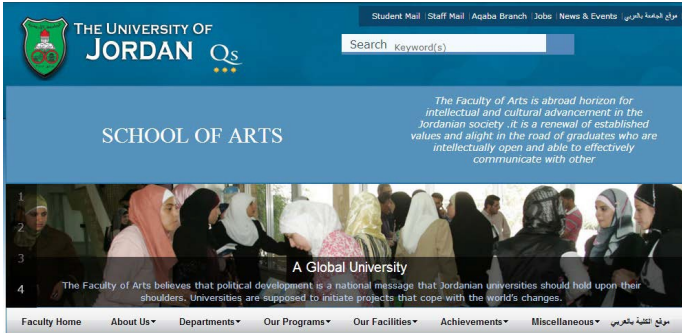 Student Mail | Staff Mail | Aqaba Branch | Jobs | News & Events | موقع الجامعة بالعربي
THE UNIVERSITY OF
JORDAN
QS
Search Keyword(s)
SCHOOL OF ARTS
The Faculty of Arts is abroad horizon for
intellectual and cultural advancement in the
Jordanian society .it is a renewal of established
values and alight in the road of graduates who are
intellectually open and able to effectively
communicate with other
1
2
3
4
A Global University
The Faculty of Arts believes that political development is a national message that Jordanian universities should hold upon their
shoulders. Universities are supposed to initiate projects that cope with the world's changes.
Faculty Home About Us Departments Our Programs Our Facilities Achievements Miscellaneous موقع الكلية بالعربي